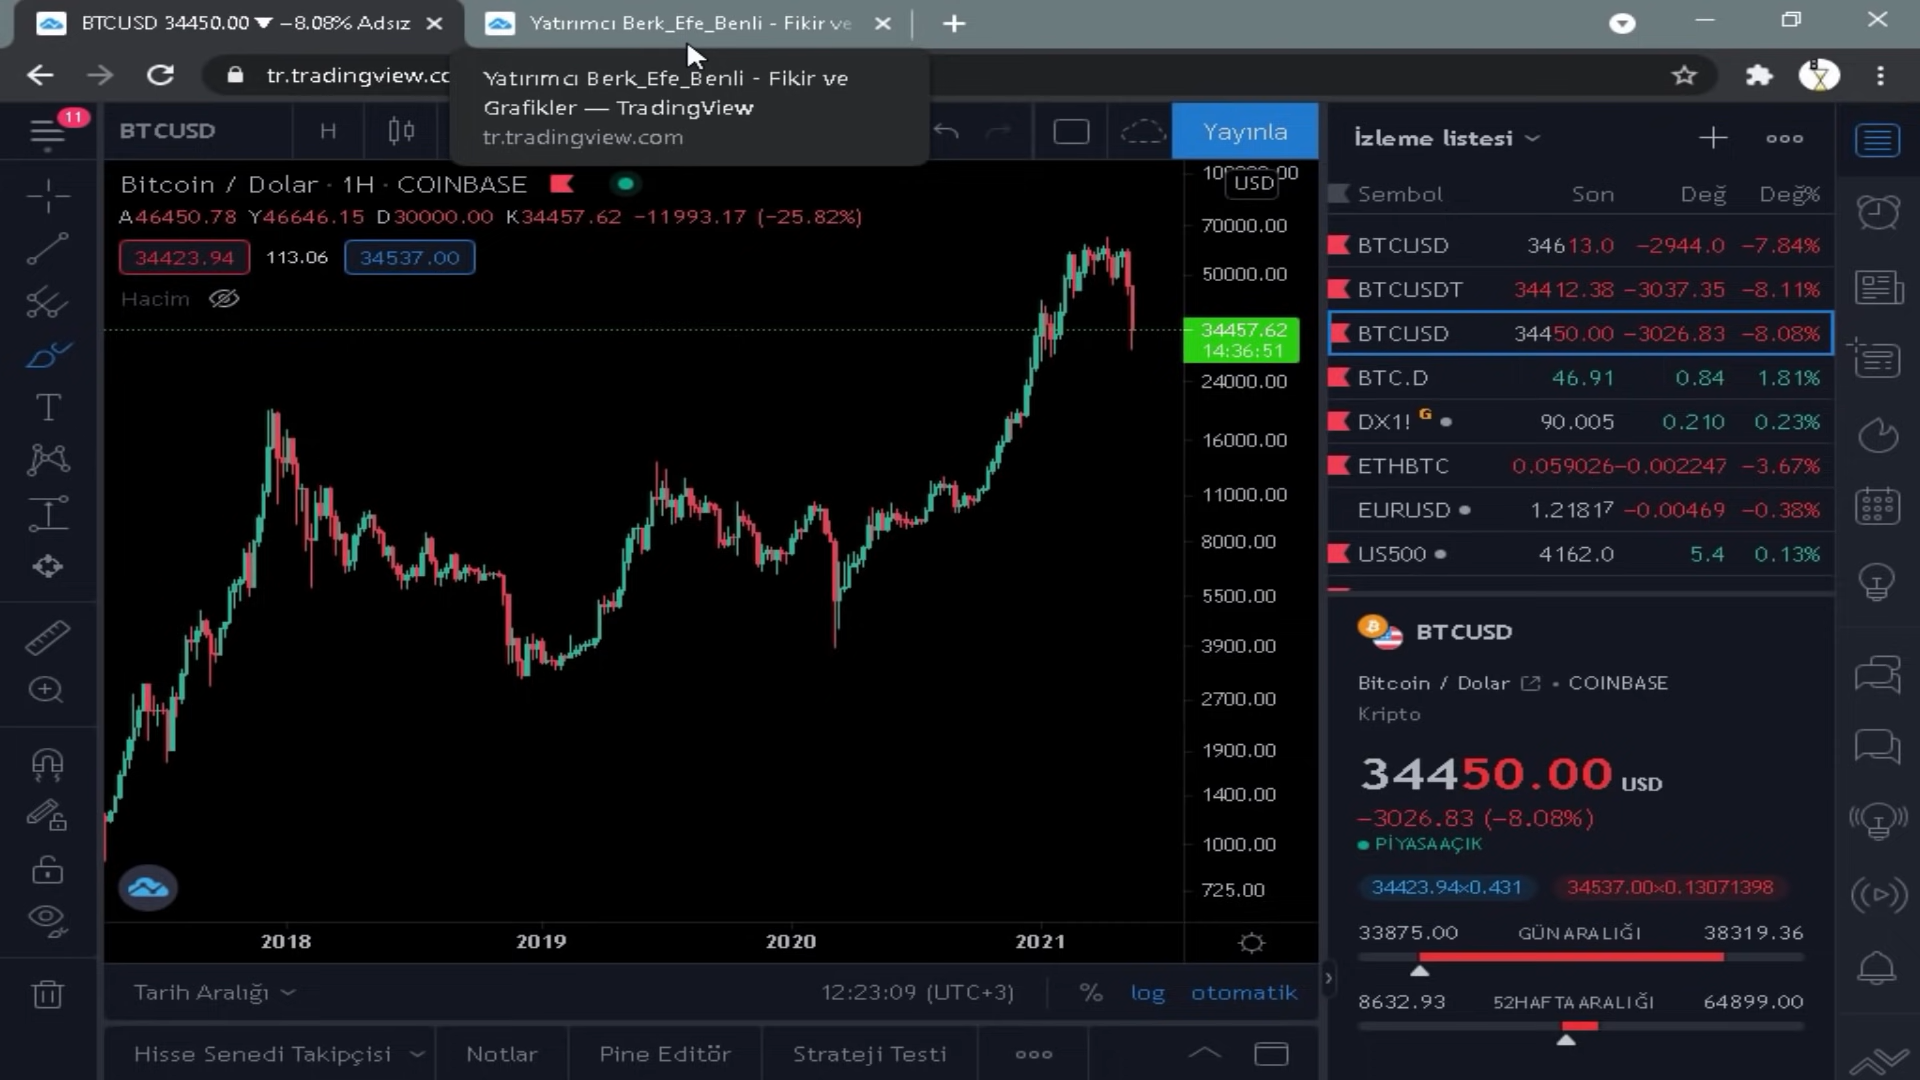 BTCUSD 34450.00 ▼ −8.08% Adsız
Yatırımcı Berk_Efe_Benli - Fikir ve
tr.tradingview.cc
Yatırımcı Berk_Efe_Benli - Fikir ve
Grafikler — TradingView
tr.tradingview.com
11
BTCUSD
H
Yayınla
İzleme listesi
Bitcoin / Dolar · 1H · COINBASE
A46450.78 Y46646.15 D30000.00 K34457.62 −11993.17 (−25.82%)
34423.94 113.06 34537.00
Hacim
USD
70000.00
50000.00
34457.62
14:36:51
24000.00
16000.00
11000.00
8000.00
5500.00
3900.00
2700.00
1900.00
1400.00
1000.00
725.00
2018 2019 2020 2021
Tarih Aralığı
12:23:09 (UTC+3)
%
log
otomatik
Hisse Senedi Takipçisi
Notlar
Pine Editör
Strateji Testi
Sembol Son Değ Değ%
BTCUSD 34613.0 −2944.0 −7.84%
BTCUSDT 34412.38 −3037.35 −8.11%
BTCUSD 34450.00 −3026.83 −8.08%
BTC.D 46.91 0.84 1.81%
DX1! G 90.005 0.210 0.23%
ETHBTC 0.059026 −0.002247 −3.67%
EURUSD 1.21817 −0.00469 −0.38%
US500 4162.0 5.4 0.13%
BTCUSD
Bitcoin / Dolar • COINBASE
Kripto
34450.00 USD
−3026.83 (−8.08%)
PİYASA AÇIK
34423.94×0.431 34537.00×0.13071398
33875.00 GÜN ARALIĞI 38319.36
8632.93 52HAFTA ARALIĞI 64899.00